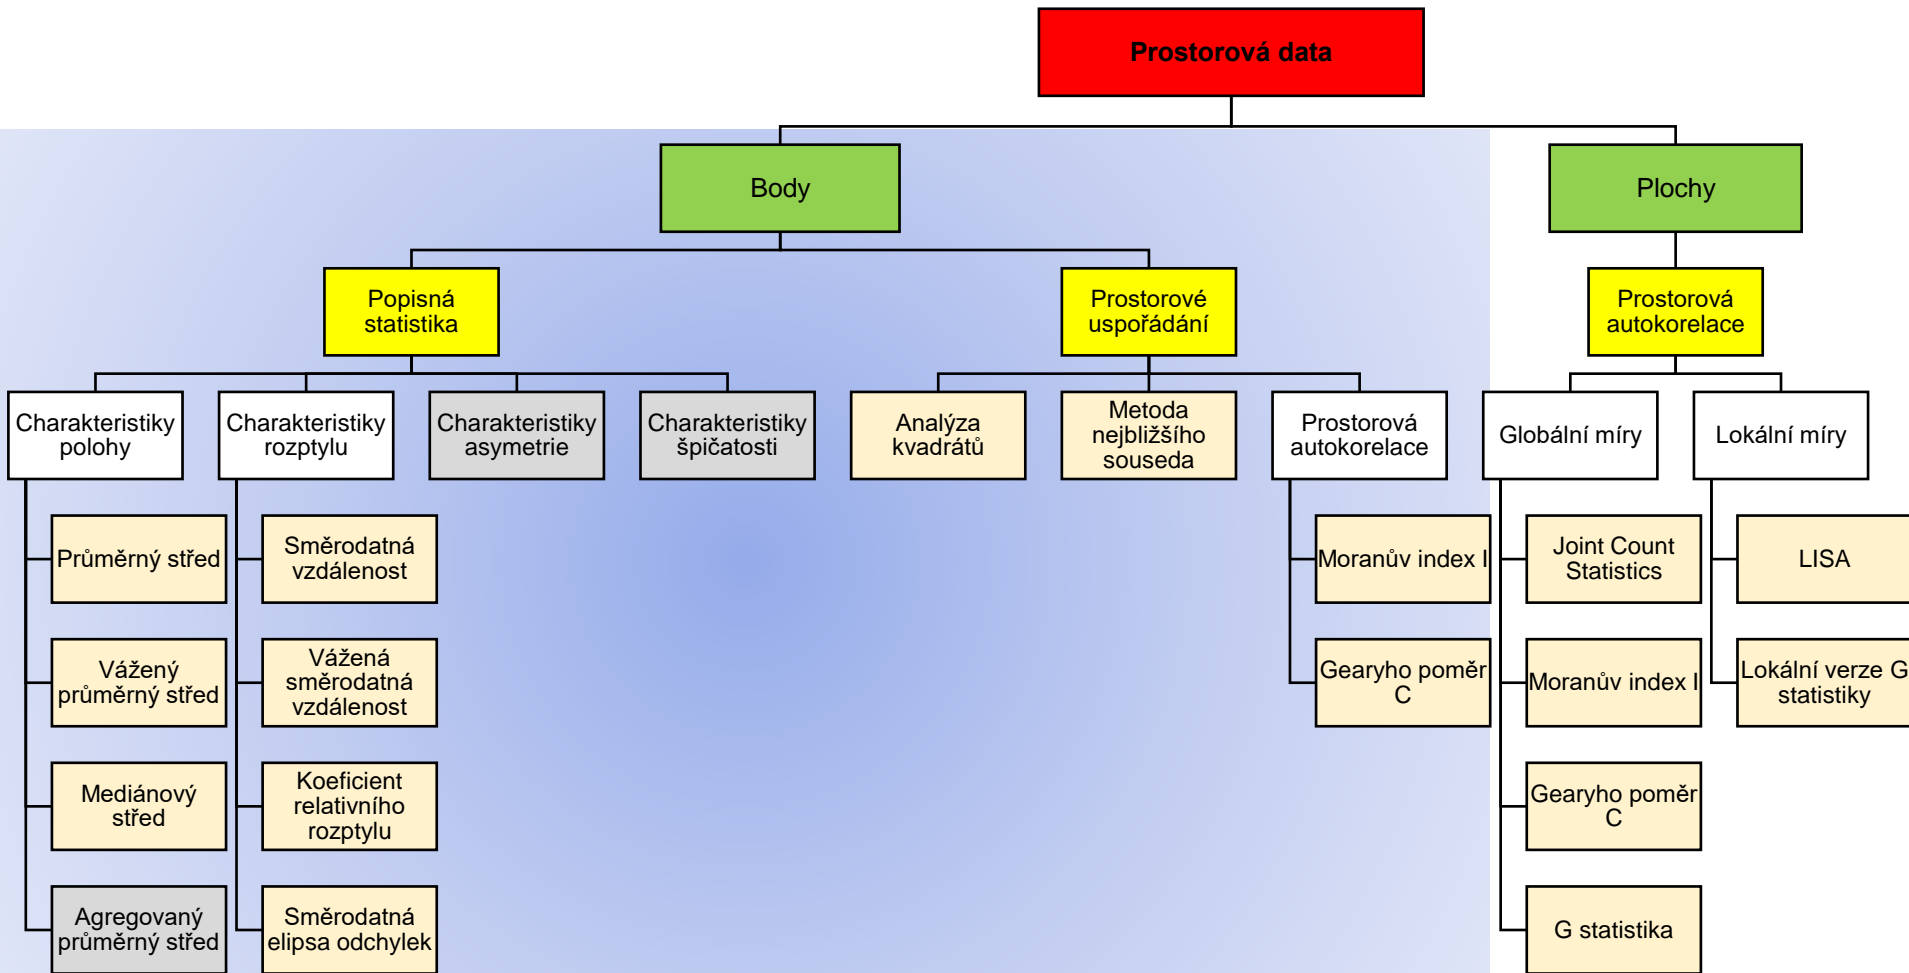 Prostorová data
Body
Plochy
Popisná
statistika
Prostorové
uspořádání
Prostorová
autokorelace
Charakteristiky
polohy
Charakteristiky
rozptylu
Charakteristiky
asymetrie
Charakteristiky
špičatosti
Analýza
kvadrátů
Metoda
nejbližšího
souseda
Prostorová
autokorelace
Globální míry
Lokální míry
Průměrný střed
Směrodatná
vzdálenost
Moranův index I
Joint Count
Statistics
LISA
Vážený
průměrný střed
Vážená
směrodatná
vzdálenost
Gearyho poměr
C
Moranův index I
Lokální verze G
statistiky
Mediánový
střed
Koeficient
relativního
rozptylu
Gearyho poměr
C
Agregovaný
průměrný střed
Směrodatná
elipsa odchylek
G statistika